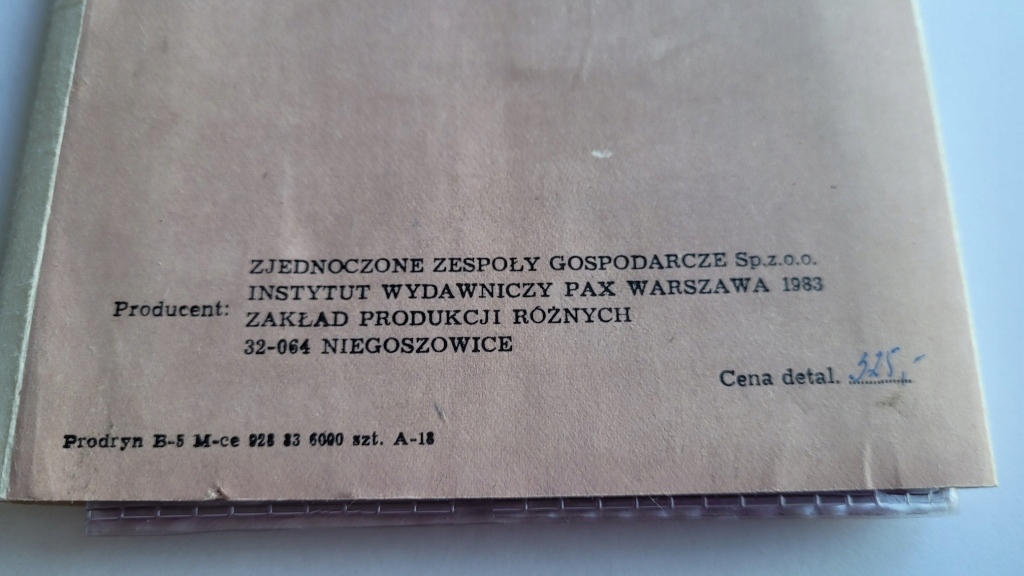 ZJEDNOCZONE ZESPOŁY GOSPODARCZE Sp.z.o.o.
INSTYTUT WYDAWNICZY PAX WARSZAWA 1983
Producent:
ZAKŁAD PRODUKCJI RÓŻNYCH
32-064 NIEGOSZOWICE
Cena detal. 325,-
Prodryn B-5 M-ce 928 83 6000 szt. A-18